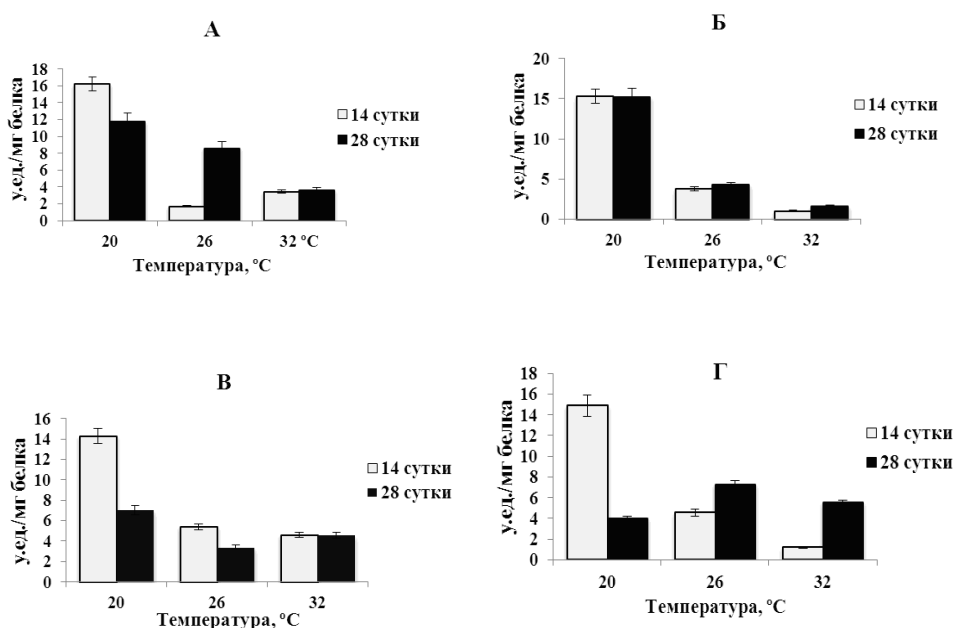 А
у.ед./мг белка
18
16
14
12
10
8
6
4
2
0
20 26 32 °C
Температура, °C
14 сутки
28 сутки
Б
у.ед./мг белка
20
15
10
5
0
20 26 32
Температура, °C
14 сутки
28 сутки
В
у.ед./мг белка
16
14
12
10
8
6
4
2
0
20 26 32
Температура, °C
14 сутки
28 сутки
Г
у.ед./мг белка
18
16
14
12
10
8
6
4
2
0
20 26 32
Температура, °C
14 сутки
28 сутки